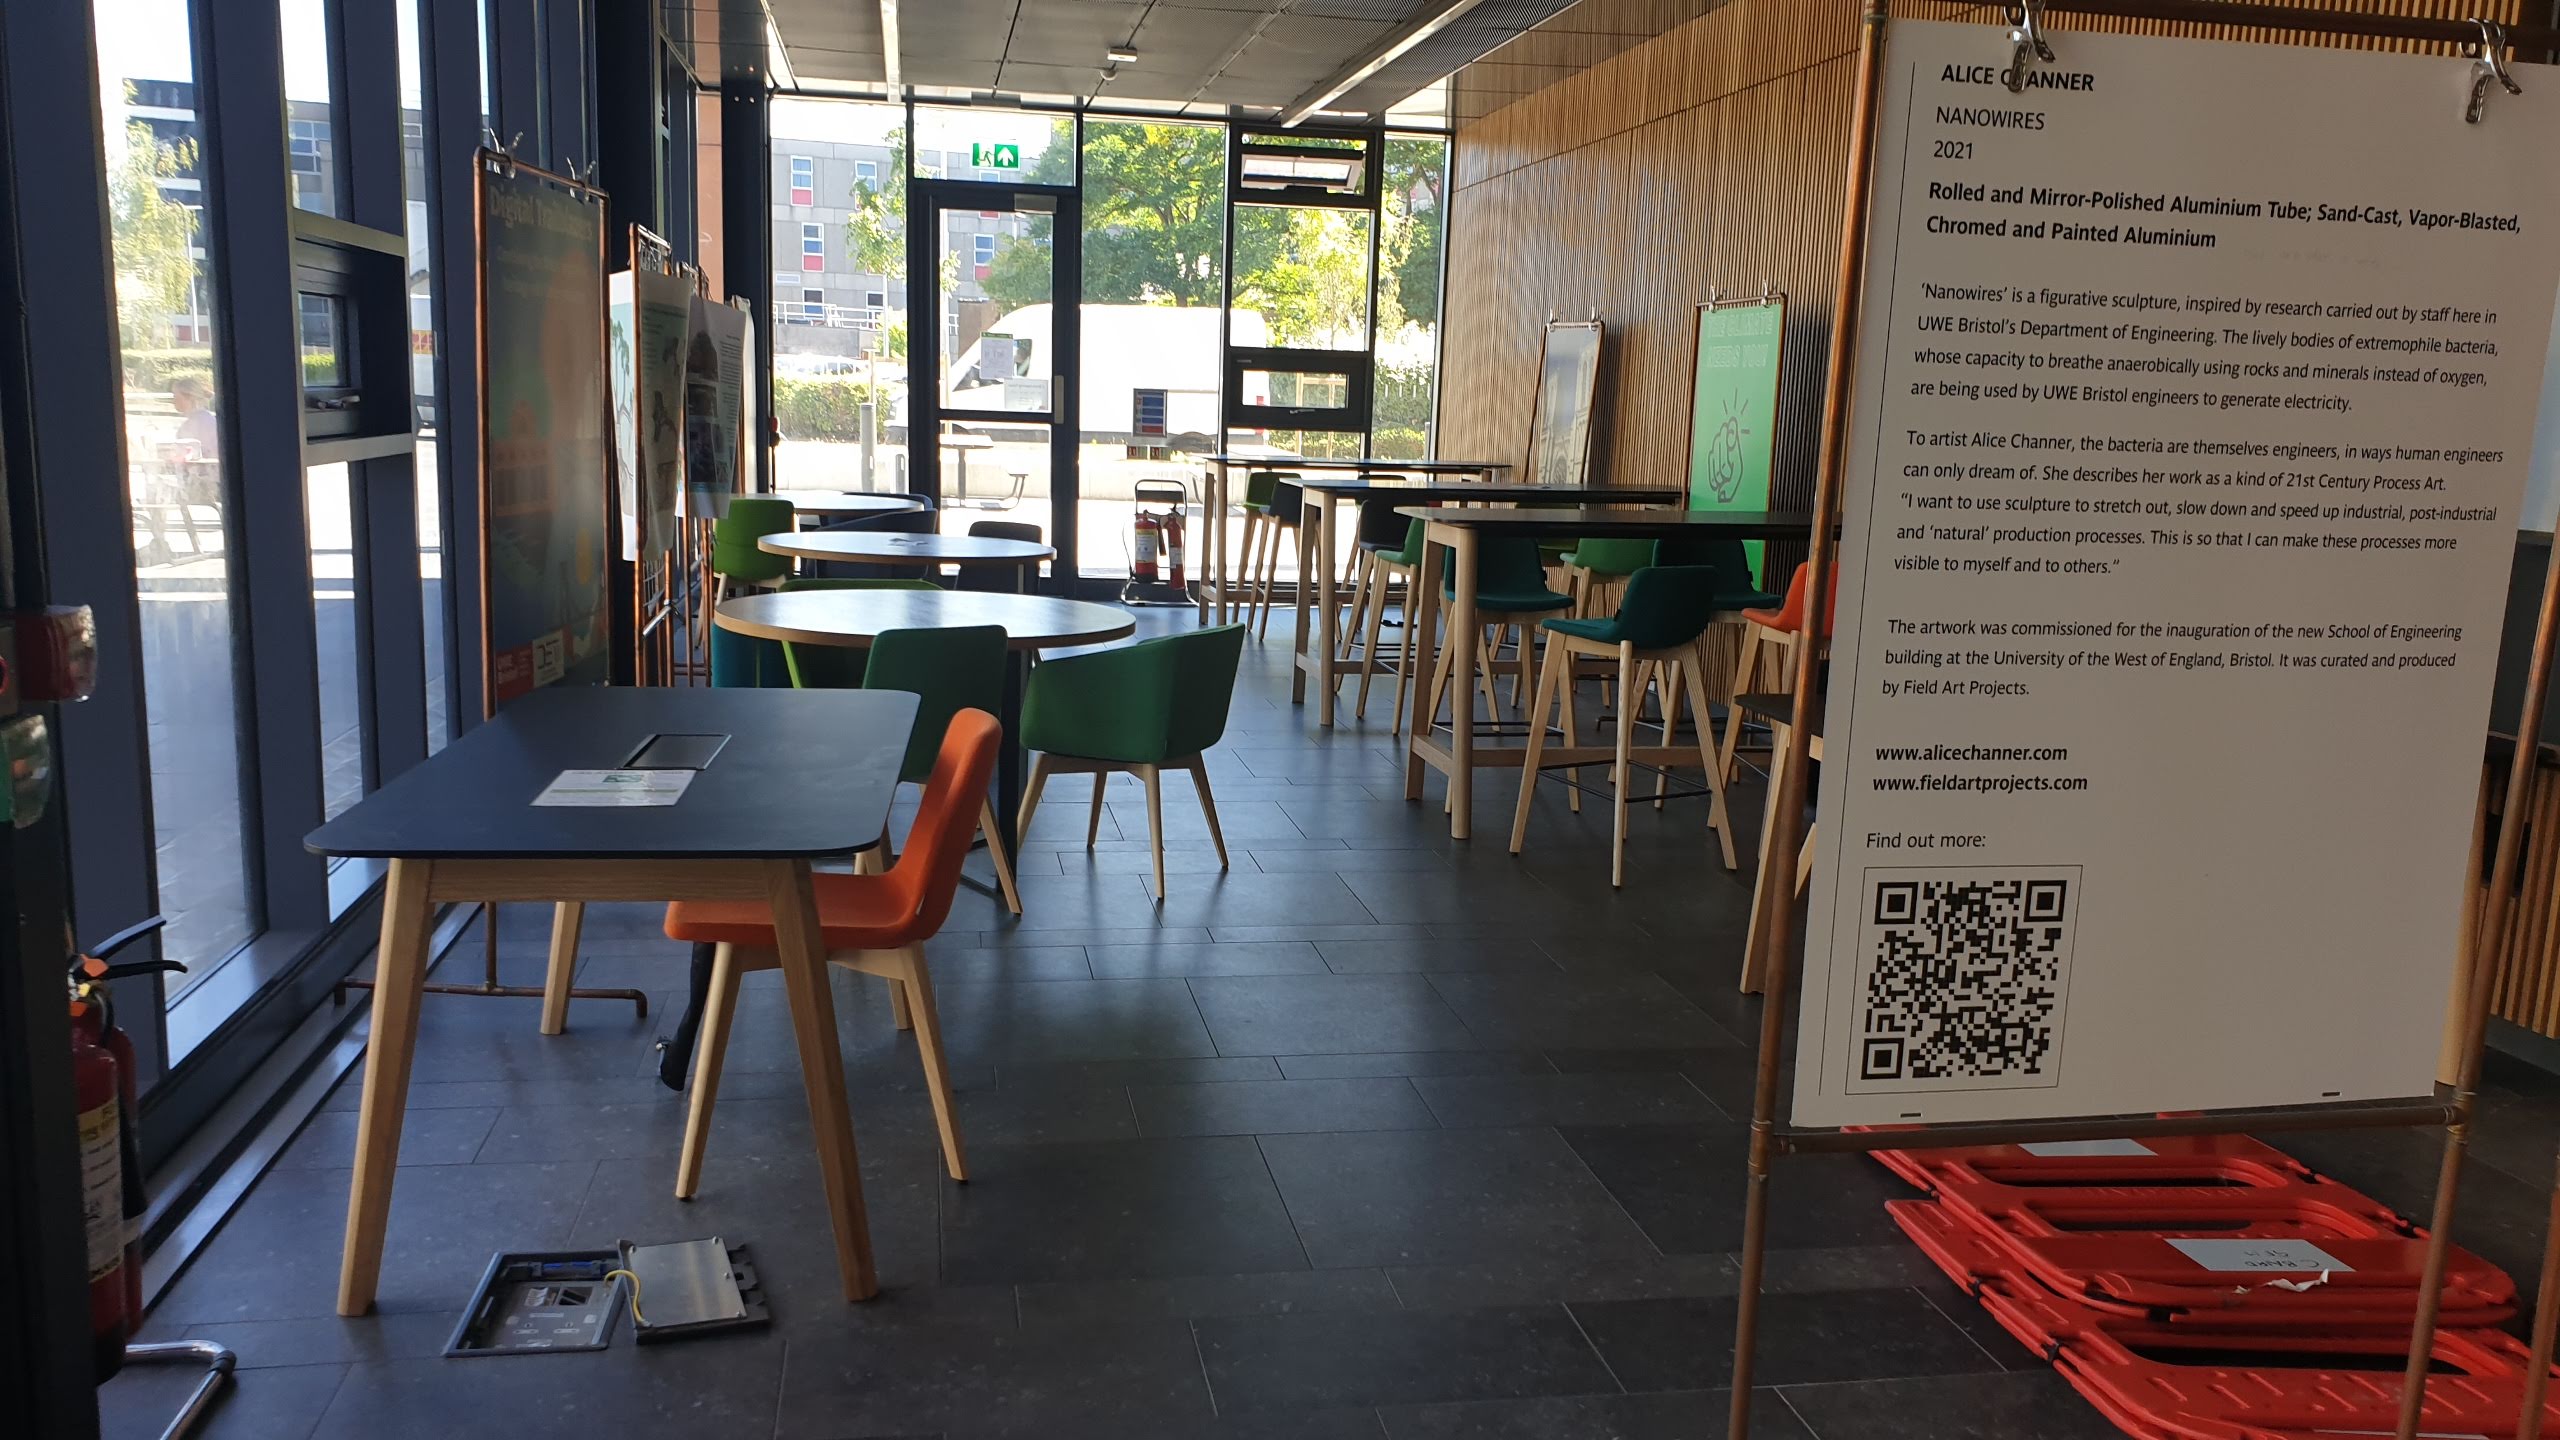 Digital Trailblazers
ALICE CHANNER
NANOWIRES
2021
Rolled and Mirror-Polished Aluminium Tube; Sand-Cast, Vapor-Blasted,
Chromed and Painted Aluminium
‘Nanowires’ is a figurative sculpture, inspired by research carried out by staff here in
UWE Bristol’s Department of Engineering. The lively bodies of extremophile bacteria,
whose capacity to breathe anaerobically using rocks and minerals instead of oxygen,
are being used by UWE Bristol engineers to generate electricity.
To artist Alice Channer, the bacteria are themselves engineers, in ways human engineers
can only dream of. She describes her work as a kind of 21st Century Process Art.
“I want to use sculpture to stretch out, slow down and speed up industrial, post-industrial
and ‘natural’ production processes. This is so that I can make these processes more
visible to myself and to others.”
The artwork was commissioned for the inauguration of the new School of Engineering
building at the University of the West of England, Bristol. It was curated and produced
by Field Art Projects.
www.alicechanner.com
www.fieldartprojects.com
Find out more:
C BAIRD